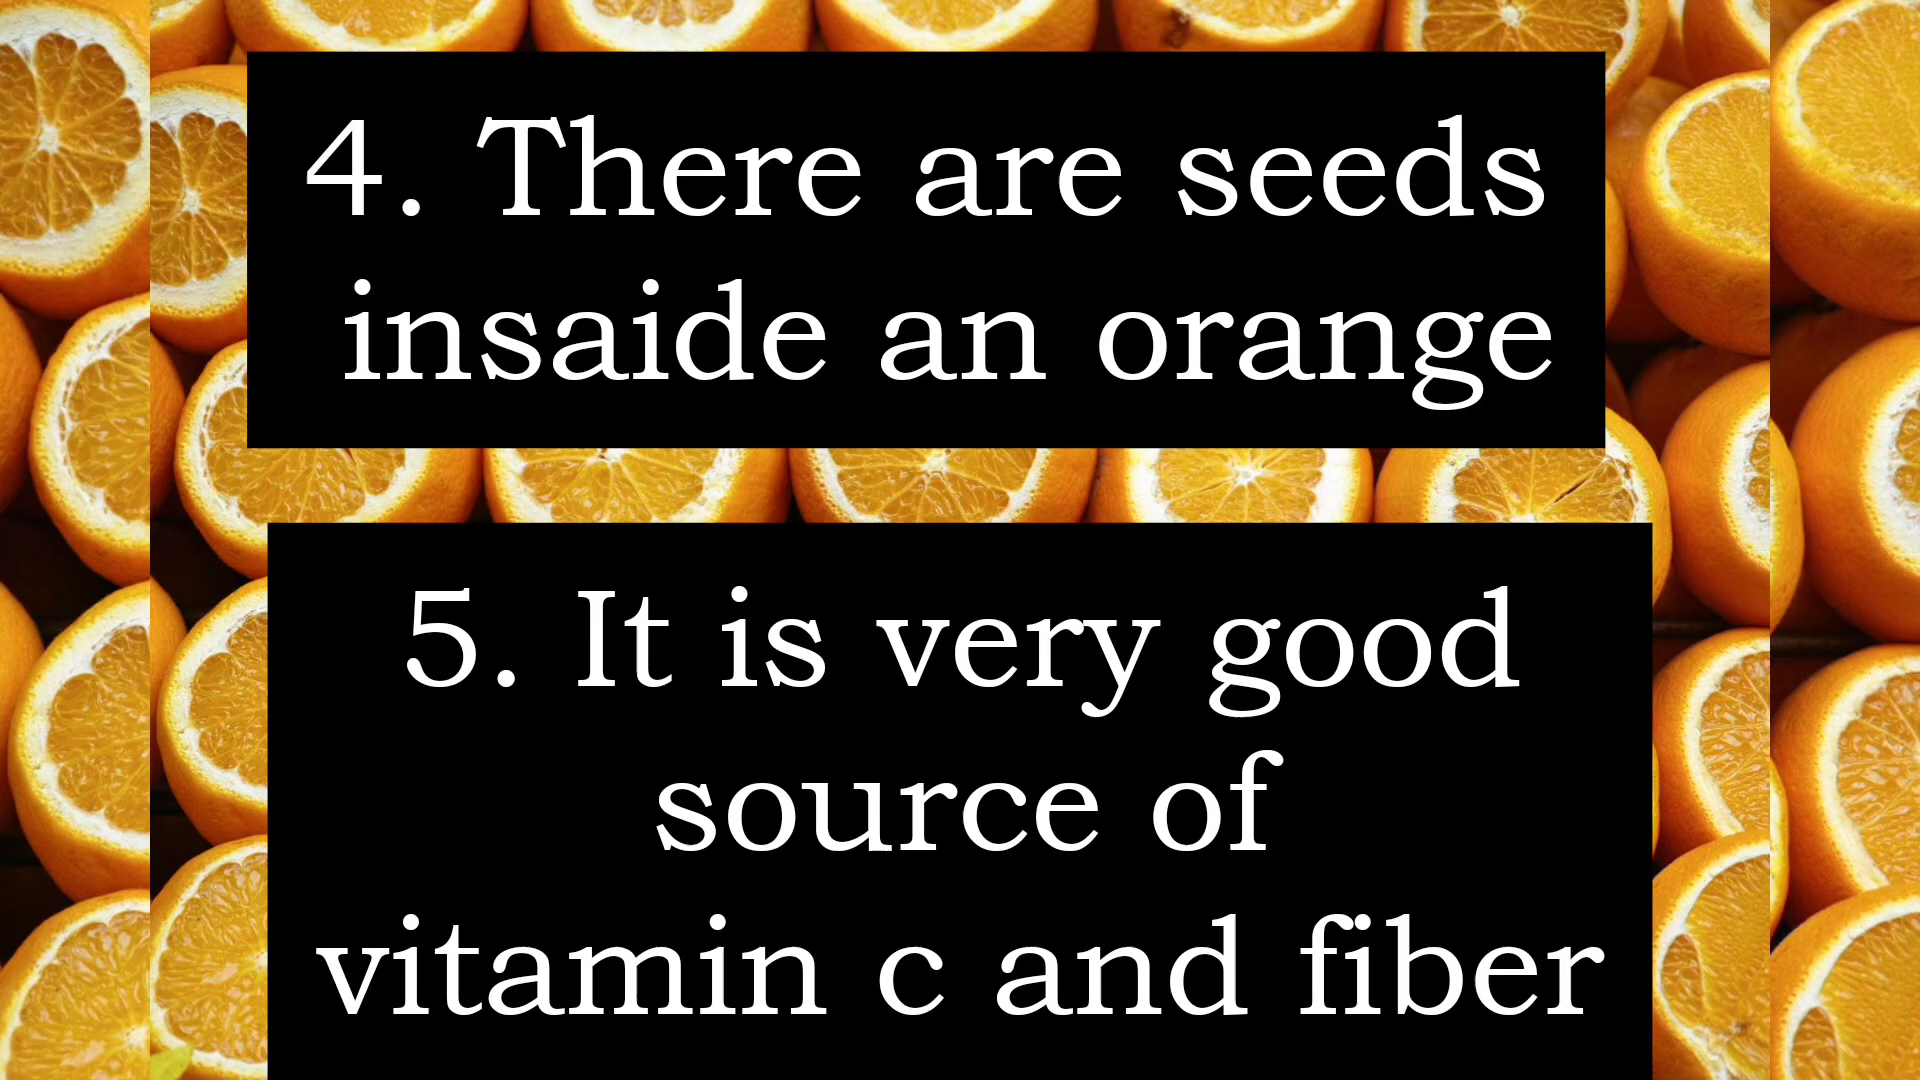 4. There are seeds
insaide an orange
5. It is very good
source of
vitamin c and fiber